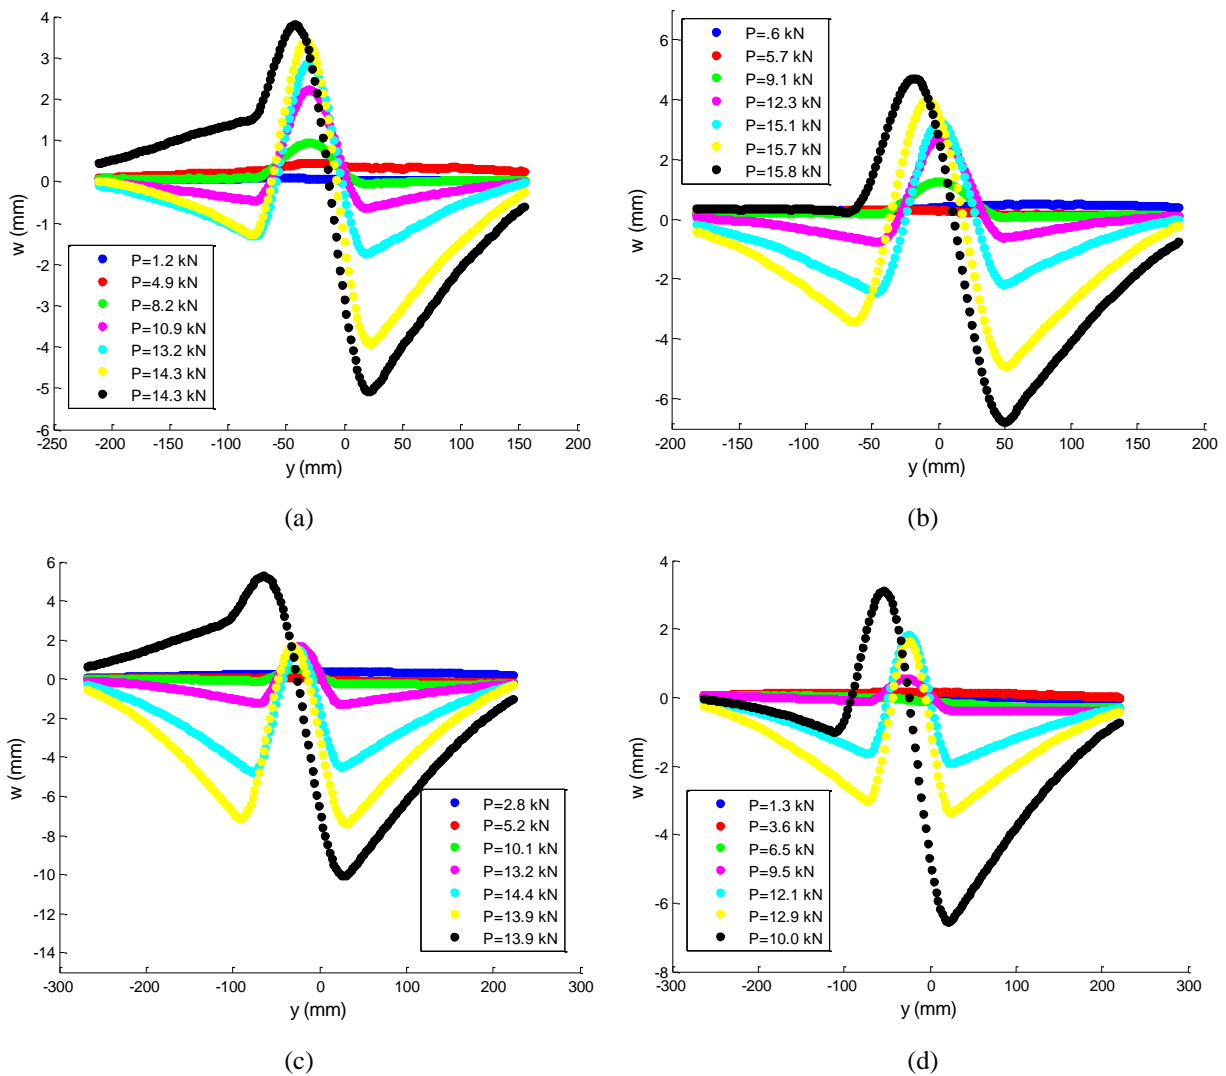 4
3
2
1
0
-1
-2
-3
-4
-5
-6
w (mm)
P=1.2 kN
P=4.9 kN
P=8.2 kN
P=10.9 kN
P=13.2 kN
P=14.3 kN
P=14.3 kN
-250 -200 -150 -100 -50 0 50 100 150 200
y (mm)
(a)
6
4
2
0
-2
-4
-6
w (mm)
P=.6 kN
P=5.7 kN
P=9.1 kN
P=12.3 kN
P=15.1 kN
P=15.7 kN
P=15.8 kN
-200 -150 -100 -50 0 50 100 150 200
y (mm)
(b)
6
4
2
0
-2
-4
-6
-8
-10
-12
-14
w (mm)
P=2.8 kN
P=5.2 kN
P=10.1 kN
P=13.2 kN
P=14.4 kN
P=13.9 kN
P=13.9 kN
-300 -200 -100 0 100 200 300
y (mm)
(c)
4
2
0
-2
-4
-6
-8
w (mm)
P=1.3 kN
P=3.6 kN
P=6.5 kN
P=9.5 kN
P=12.1 kN
P=12.9 kN
P=10.0 kN
-300 -200 -100 0 100 200 300
y (mm)
(d)